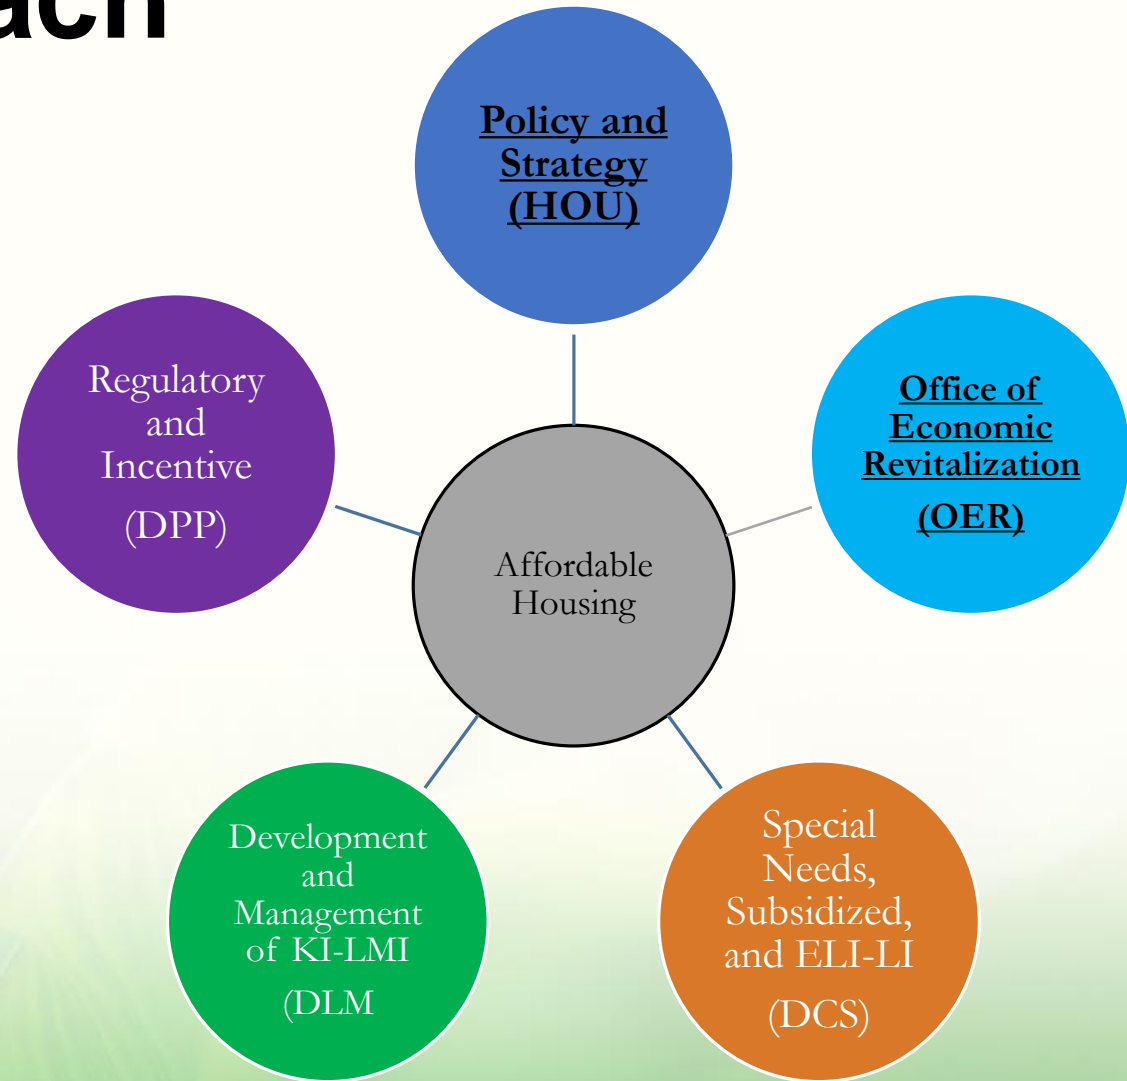 ach
Policy and
Strategy
(HOU)
Regulatory
and
Incentive
(DPP)
Office of
Economic
Revitalization
(OER)
Affordable
Housing
Development
and
Management
of KI-LMI
(DLM
Special
Needs,
Subsidized,
and ELI-LI
(DCS)